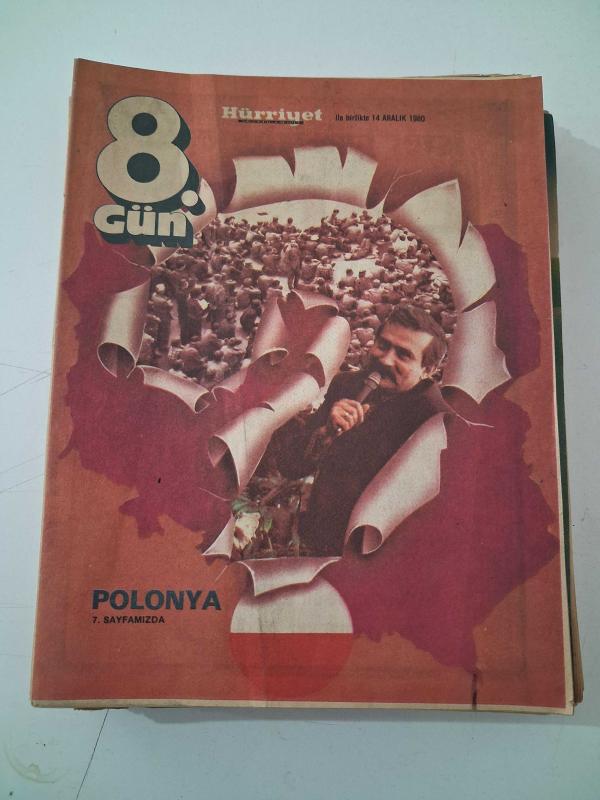 8.
Gün
Hürriyet
ile birlikte 14 ARALIK 1980
POLONYA
7. SAYFAMIZDA